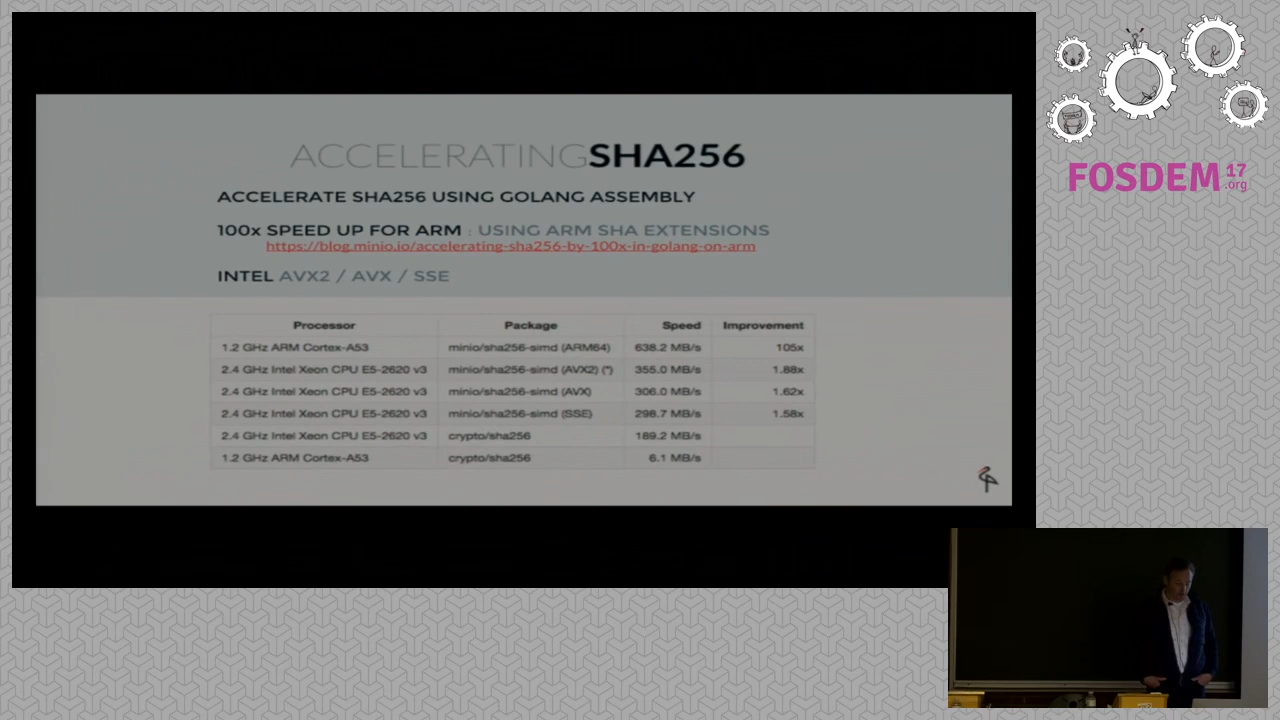 ACCELERATINGSHA256
ACCELERATE SHA256 USING GOLANG ASSEMBLY
100x SPEED UP FOR ARM : USING ARM SHA EXTENSIONS
https://blog.minio.io/accelerating-sha256-by-100x-in-golang-on-arm
INTEL AVX2 / AVX / SSE
Processor Package Speed Improvement
1.2 GHz ARM Cortex-A53 minio/sha256-simd (ARM64) 638.2 MB/s 105x
2.4 GHz Intel Xeon CPU E5-2620 v3 minio/sha256-simd (AVX2) (*) 355.0 MB/s 1.88x
2.4 GHz Intel Xeon CPU E5-2620 v3 minio/sha256-simd (AVX) 306.0 MB/s 1.62x
2.4 GHz Intel Xeon CPU E5-2620 v3 minio/sha256-simd (SSE) 298.7 MB/s 1.58x
2.4 GHz Intel Xeon CPU E5-2620 v3 crypto/sha256 189.2 MB/s
1.2 GHz ARM Cortex-A53 crypto/sha256 6.1 MB/s
FOSDEM 17
.org